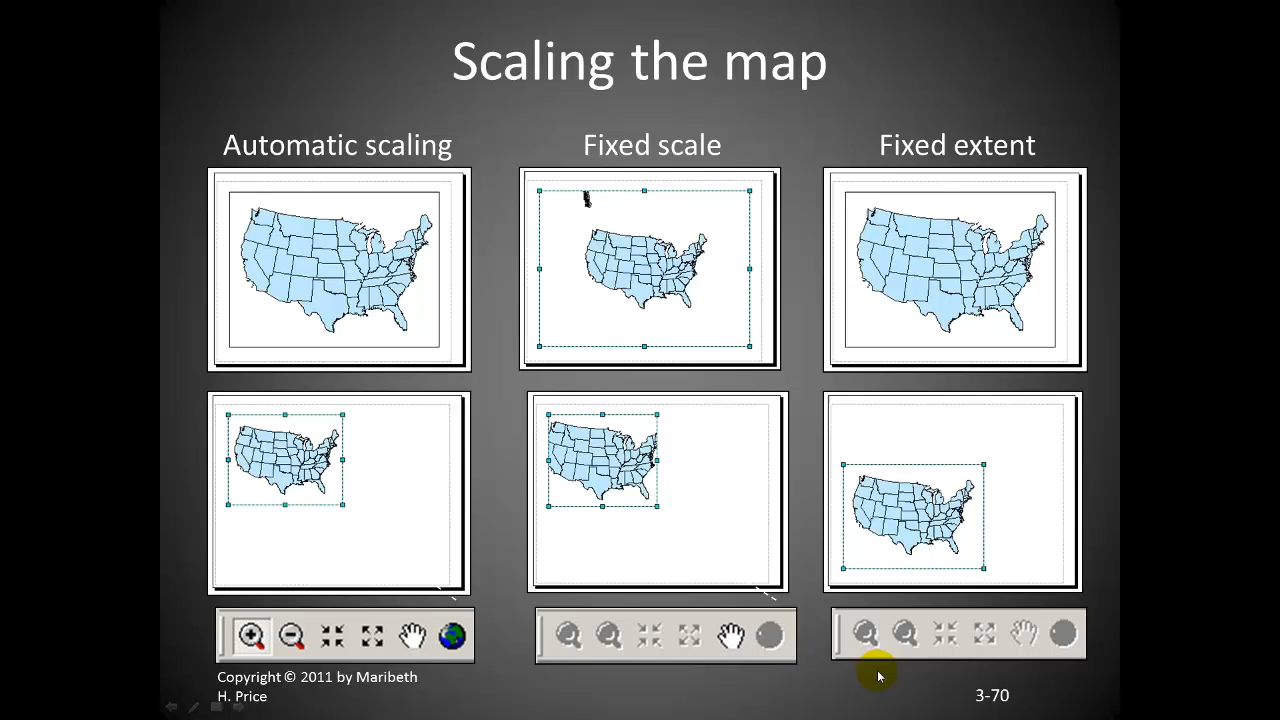 Scaling the map
Automatic scaling
Fixed scale
Fixed extent
Copyright © 2011 by Maribeth
H. Price
3-70